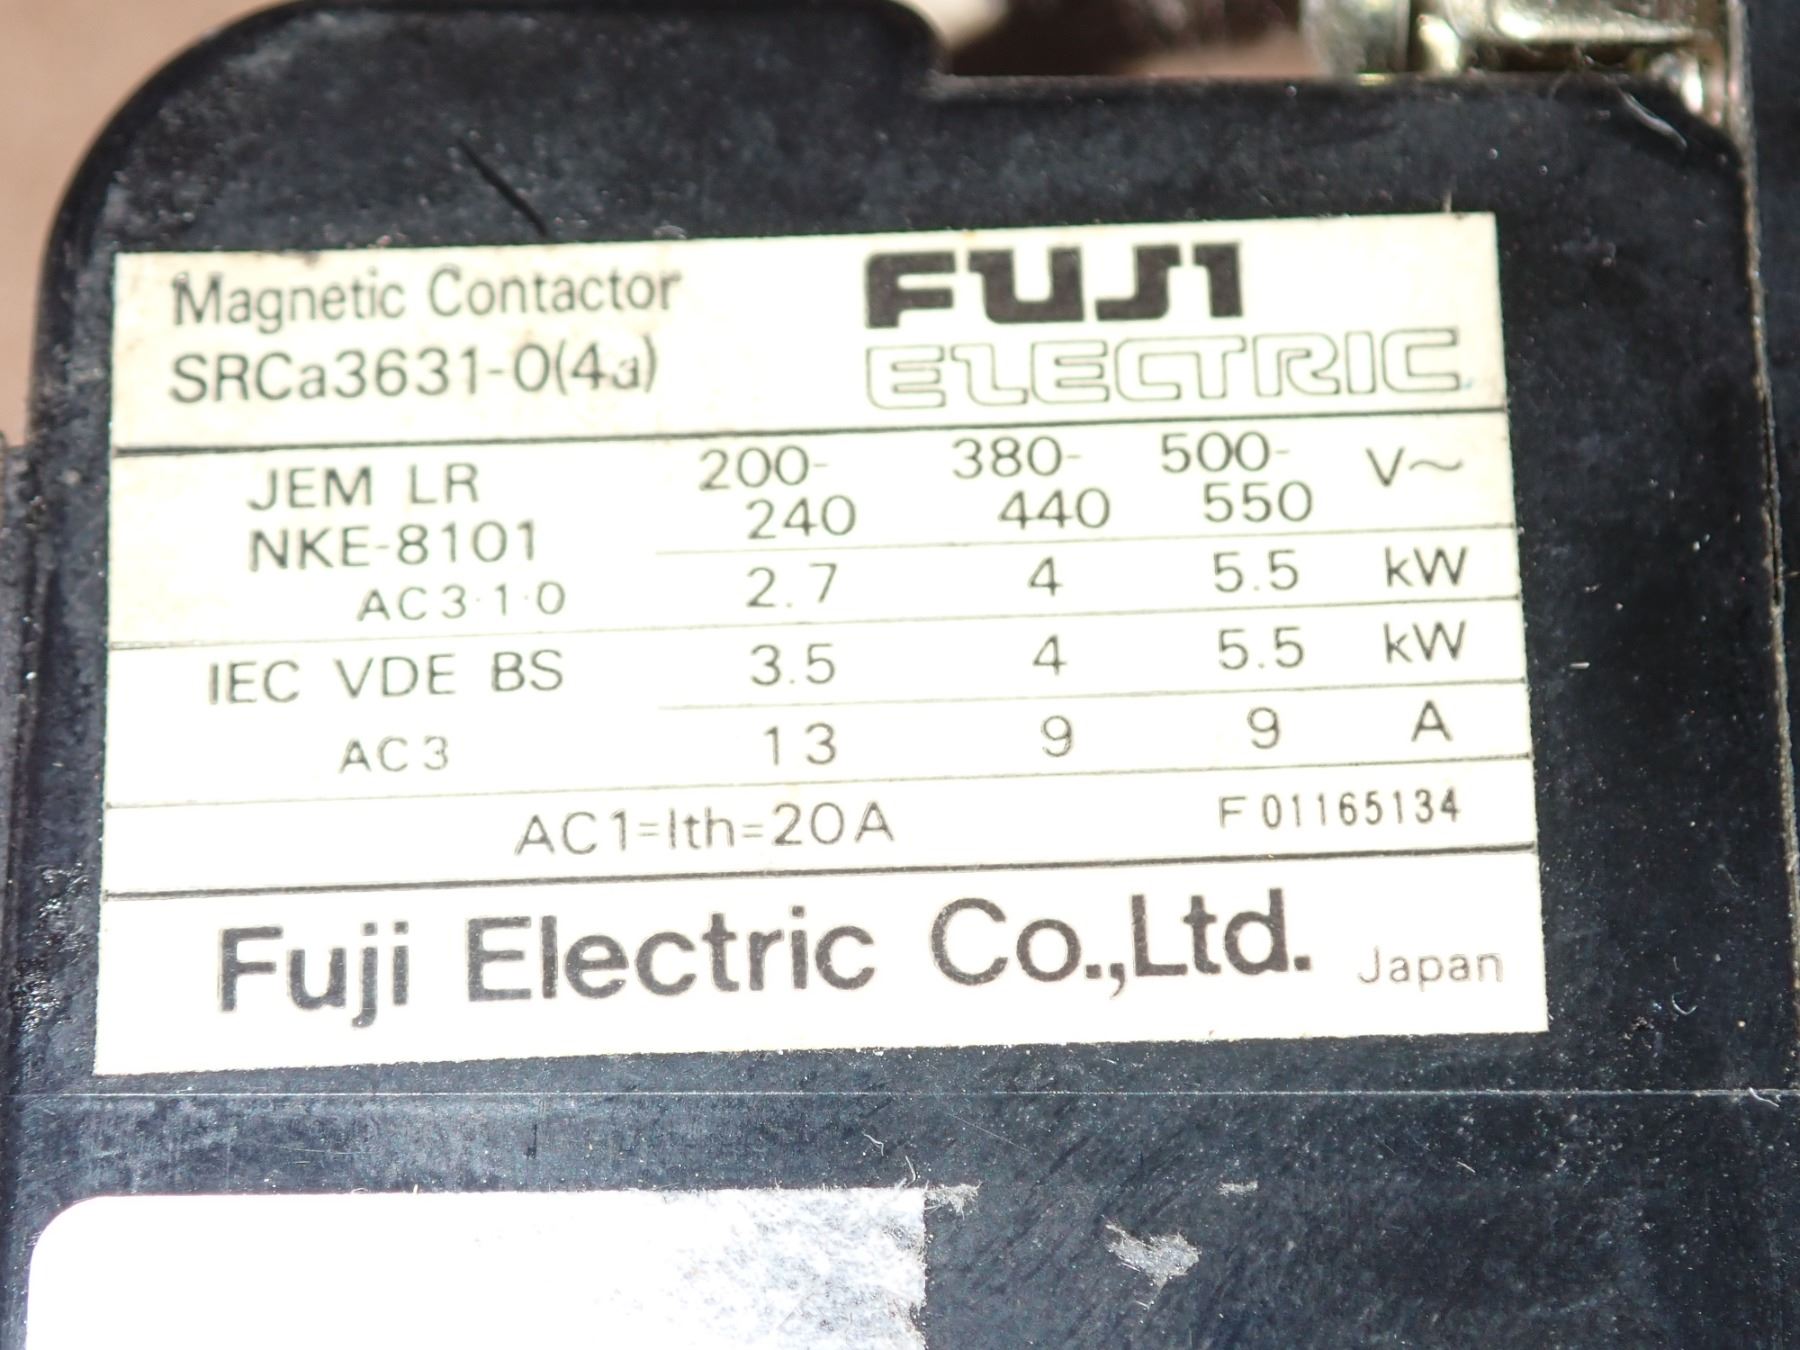 Magnetic Contactor
SRCa3631-0(4a)
FUJI
ELECTRIC
JEM LR 200- 380- 500- V~
240 440 550
NKE-8101
AC3·1·0 2.7 4 5.5 kW
IEC VDE BS 3.5 4 5.5 kW
AC3 13 9 9 A
AC1=Ith=20A F01165134
Fuji Electric Co.,Ltd. Japan